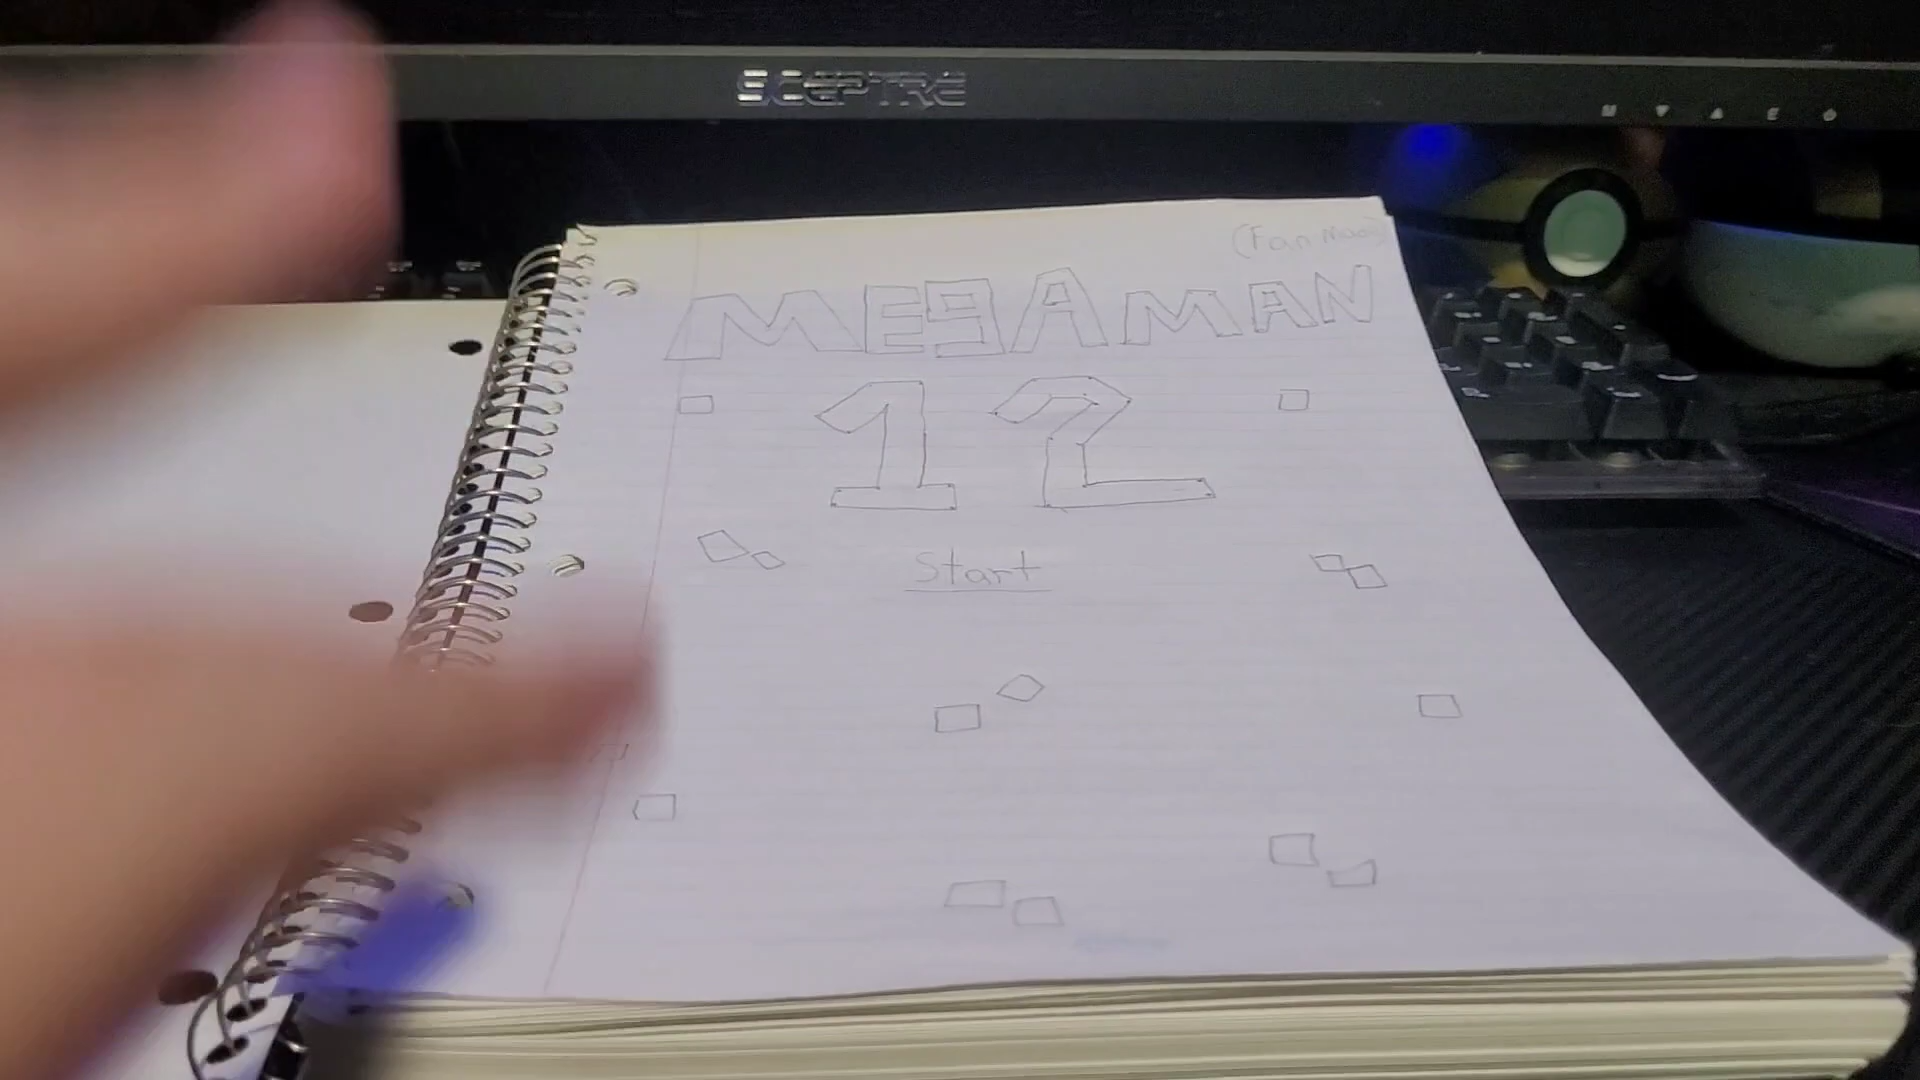 SCEPTRE
M ▼ ▲ E
(Fan Made)
MEGAMAN
12
Start